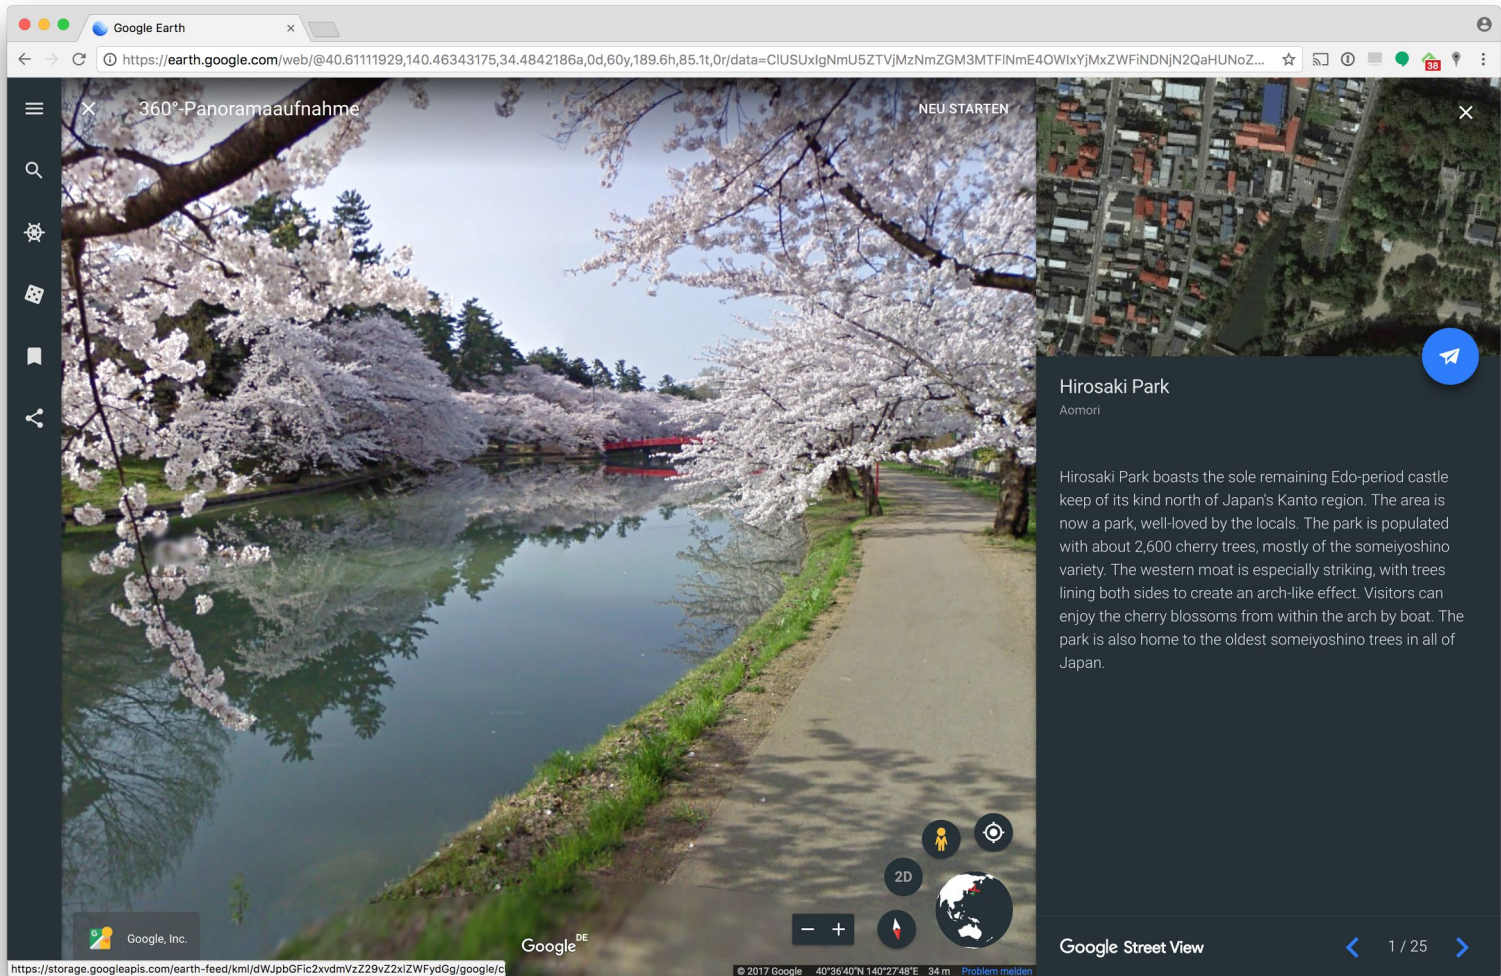 Google Earth
https://earth.google.com/web/@40.61111929,140.46343175,34.4842186a,0d,60y,189.6h,85.1t,0r/data=CIUSUxIgNmU5ZTVjMzNmZGM3MTFlNmE4OWIxYjMxZWFiNDNjN2QaHUNoZ...
38
360°-Panoramaaufnahme
NEU STARTEN
Hirosaki Park
Aomori
Hirosaki Park boasts the sole remaining Edo-period castle
keep of its kind north of Japan's Kanto region. The area is
now a park, well-loved by the locals. The park is populated
with about 2,600 cherry trees, mostly of the someiyoshino
variety. The western moat is especially striking, with trees
lining both sides to create an arch-like effect. Visitors can
enjoy the cherry blossoms from within the arch by boat. The
park is also home to the oldest someiyoshino trees in all of
Japan.
2D
Google, Inc.
Google DE
Google Street View
1 / 25
https://storage.googleapis.com/earth-feed/kml/dWJpbGFic2xvdmVzZ29vZ2xlZWFydGg/google/c
© 2017 Google 40°36'40"N 140°27'48"E 34 m Problem melden